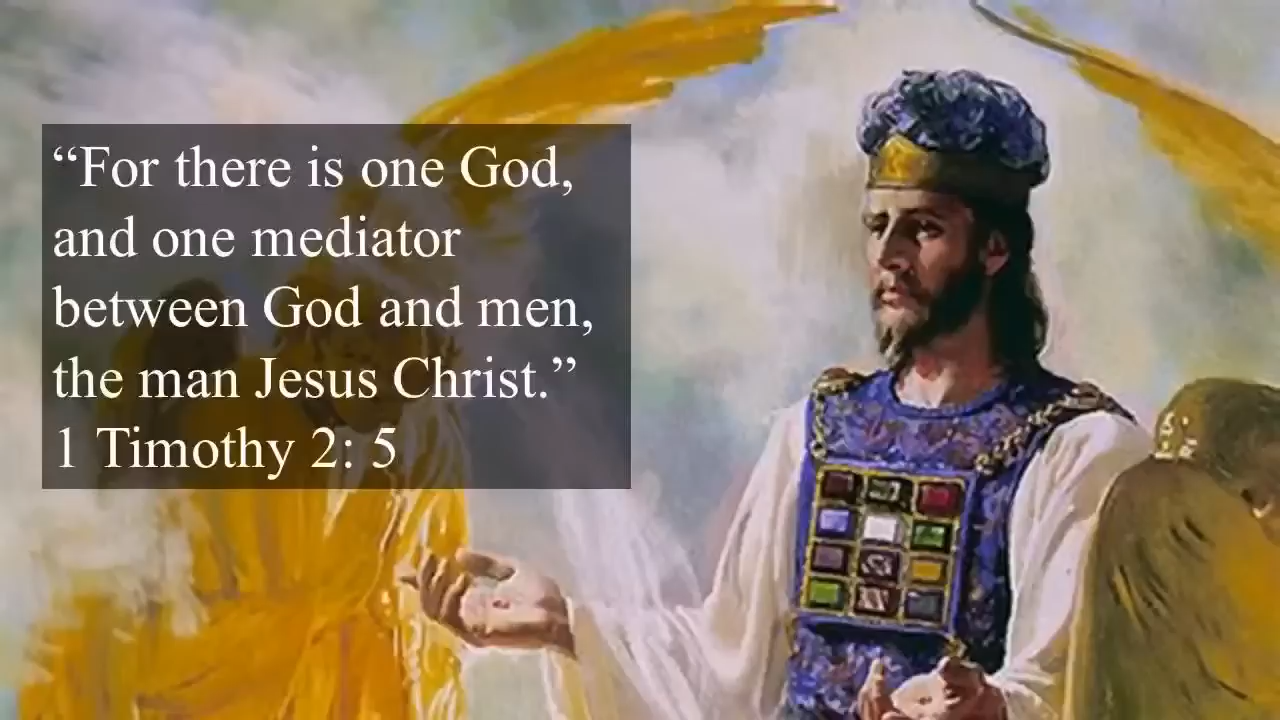 “For there is one God,
and one mediator
between God and men,
the man Jesus Christ.”
1 Timothy 2: 5